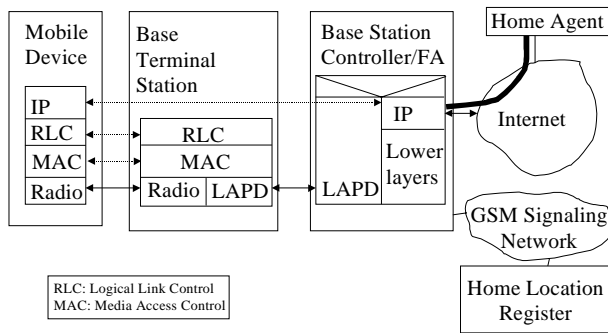 Mobile
Device
IP
RLC
MAC
Radio
Base
Terminal
Station
RLC
MAC
Radio
LAPD
Base Station
Controller/FA
IP
Lower
layers
LAPD
Home Agent
Internet
GSM Signaling
Network
Home Location
Register
RLC: Logical Link Control
MAC: Media Access Control